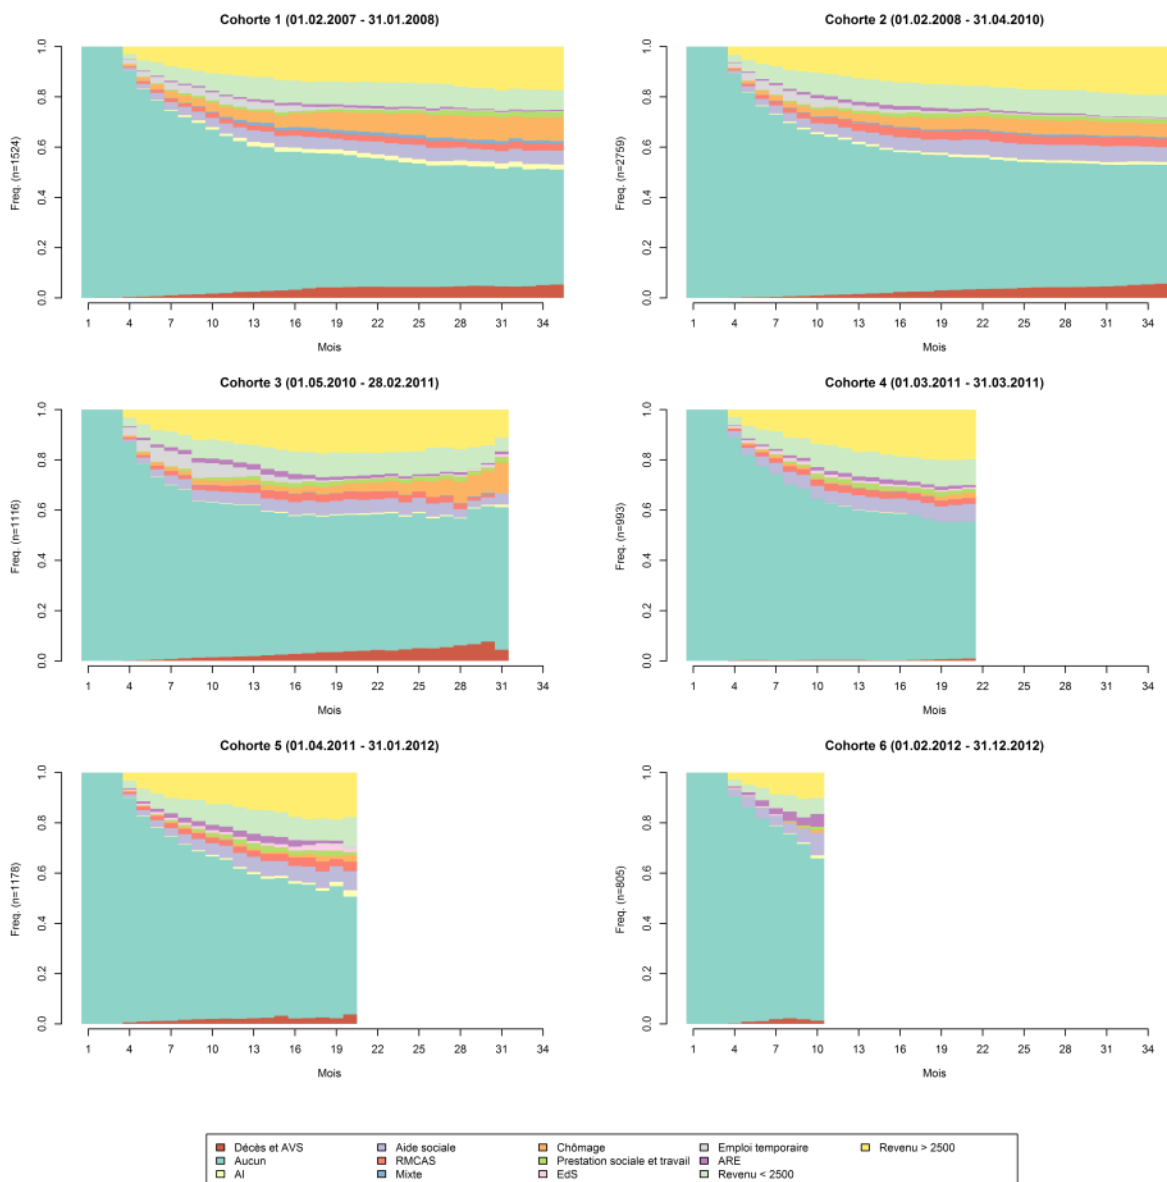 Cohorte 1 (01.02.2007 - 31.01.2008)
Freq. (n=1524)
0.0 0.2 0.4 0.6 0.8 1.0
1 4 7 10 13 16 19 22 25 28 31 34
Mois
Cohorte 2 (01.02.2008 - 31.04.2010)
Freq. (n=2759)
0.0 0.2 0.4 0.6 0.8 1.0
1 4 7 10 13 16 19 22 25 28 31 34
Mois
Cohorte 3 (01.05.2010 - 28.02.2011)
Freq. (n=1116)
0.0 0.2 0.4 0.6 0.8 1.0
1 4 7 10 13 16 19 22 25 28 31 34
Mois
Cohorte 4 (01.03.2011 - 31.03.2011)
Freq. (n=993)
0.0 0.2 0.4 0.6 0.8 1.0
1 4 7 10 13 16 19 22 25 28 31 34
Mois
Cohorte 5 (01.04.2011 - 31.01.2012)
Freq. (n=1178)
0.0 0.2 0.4 0.6 0.8 1.0
1 4 7 10 13 16 19 22 25 28 31 34
Mois
Cohorte 6 (01.02.2012 - 31.12.2012)
Freq. (n=805)
0.0 0.2 0.4 0.6 0.8 1.0
1 4 7 10 13 16 19 22 25 28 31 34
Mois
Décès et AVS Aide sociale Chômage Emploi temporaire Revenu > 2500
Aucun RMCAS Prestation sociale et travail ARE
AI Mixte EdS Revenu < 2500